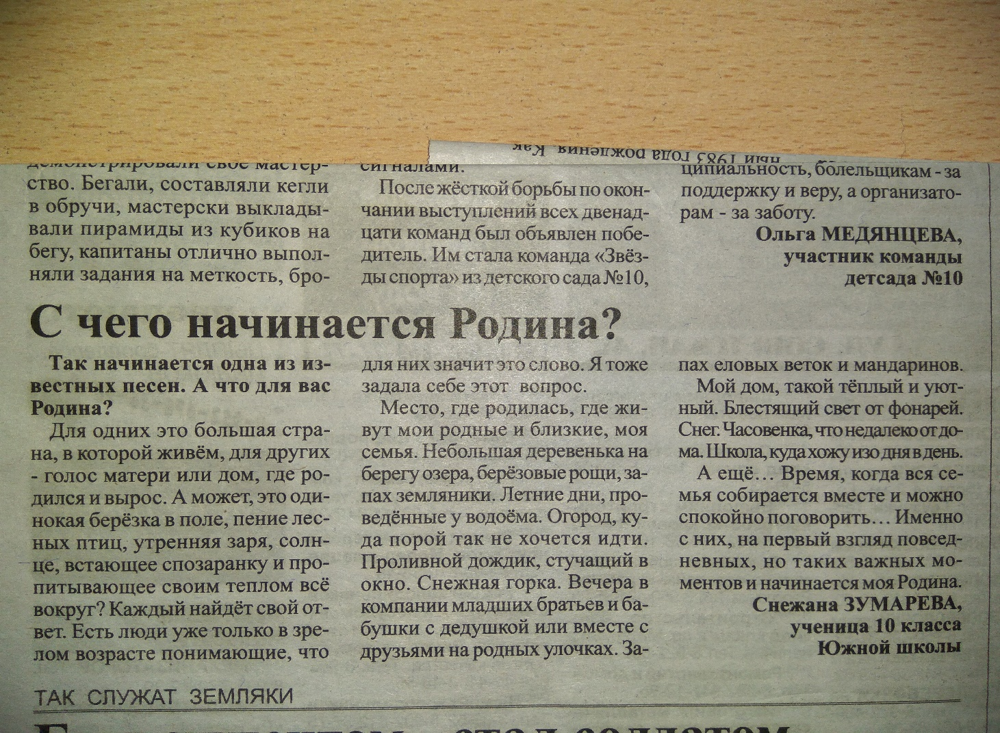 ный 1983 года рождения. Как
демонстрировали свое мастер-
ство. Бегали, составляли кегли
в обручи, мастерски выклады-
вали пирамиды из кубиков на
бегу, капитаны отлично выпол-
няли задания на меткость, бро-
сигналами.
После жёсткой борьбы по окон-
чании выступлений всех двенад-
цати команд был объявлен побе-
дитель. Им стала команда «Звёз-
ды спорта» из детского сада №10,
ципиальность, болельщикам - за
поддержку и веру, а организато-
рам - за заботу.
Ольга МЕДЯНЦЕВА,
участник команды
детсада №10
С чего начинается Родина?
Так начинается одна из из-
вестных песен. А что для вас
Родина?
Для одних это большая стра-
на, в которой живём, для других
- голос матери или дом, где ро-
дился и вырос. А может, это оди-
нокая берёзка в поле, пение лес-
ных птиц, утренняя заря, солн-
це, встающее спозаранку и про-
питывающее своим теплом всё
вокруг? Каждый найдёт свой от-
вет. Есть люди уже только в зре-
лом возрасте понимающие, что
для них значит это слово. Я тоже
задала себе этот вопрос.
Место, где родилась, где жи-
вут мои родные и близкие, моя
семья. Небольшая деревенька на
берегу озера, берёзовые рощи, за-
пах земляники. Летние дни, про-
ведённые у водоёма. Огород, ку-
да порой так не хочется идти.
Проливной дождик, стучащий в
окно. Снежная горка. Вечера в
компании младших братьев и ба-
бушки с дедушкой или вместе с
друзьями на родных улочках. За-
пах еловых веток и мандаринов.
Мой дом, такой тёплый и уют-
ный. Блестящий свет от фонарей.
Снег. Часовенка, что недалеко от до-
ма. Школа, куда хожу изо дня в день.
А ещё... Время, когда вся се-
мья собирается вместе и можно
спокойно поговорить... Именно
с них, на первый взгляд повсед-
невных, но таких важных мо-
ментов и начинается моя Родина.
Снежана ЗУМАРЕВА,
ученица 10 класса
Южной школы
ТАК СЛУЖАТ ЗЕМЛЯКИ
стал солдатом